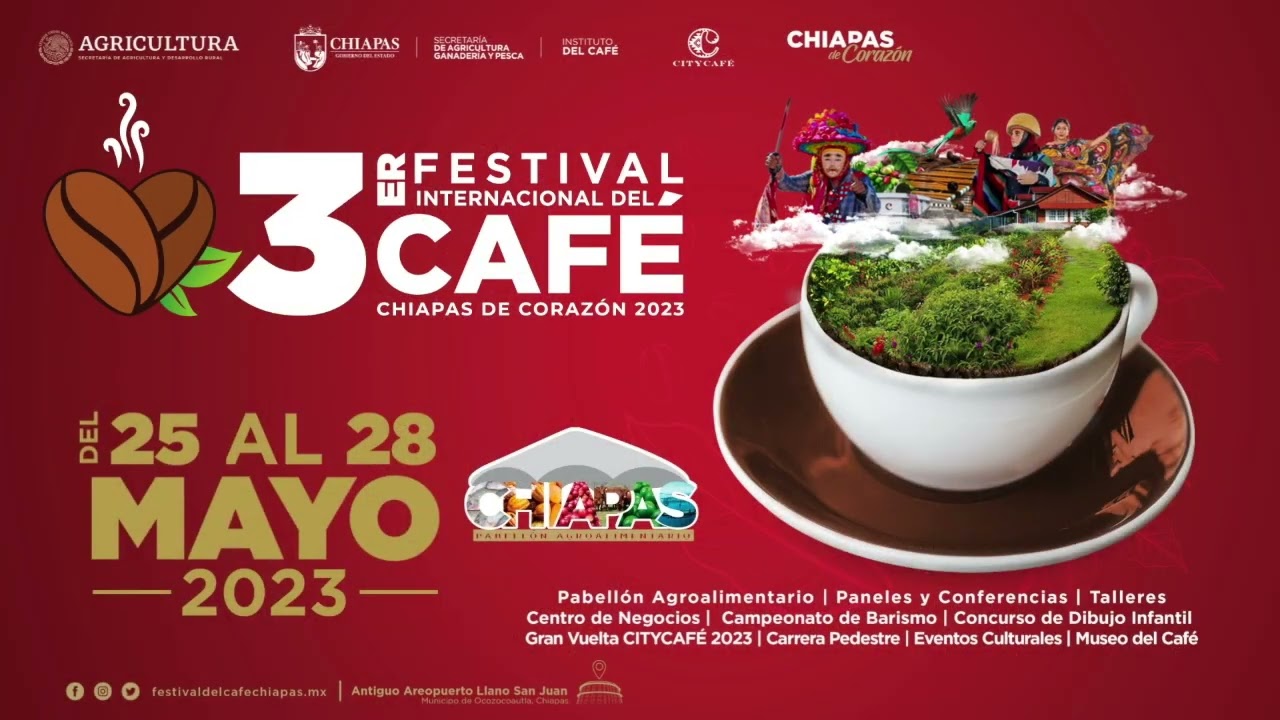 AGRICULTURA
SECRETARÍA DE AGRICULTURA Y DESARROLLO RURAL
CHIAPAS
GOBIERNO DEL ESTADO
SECRETARÍA
DE AGRICULTURA
GANADERÍA Y PESCA
INSTITUTO
DEL CAFÉ
CITYCAFÉ
CHIAPAS
de Corazón
3ER FESTIVAL
INTERNACIONAL DEL
CAFÉ
CHIAPAS DE CORAZÓN 2023
DEL 25 AL 28
MAYO
2023
CHIAPAS
PABELLÓN AGROALIMENTARIO
Pabellón Agroalimentario | Paneles y Conferencias | Talleres
Centro de Negocios | Campeonato de Barismo | Concurso de Dibujo Infantil
Gran Vuelta CITYCAFÉ 2023 | Carrera Pedestre | Eventos Culturales | Museo del Café
festivaldelcafechiapas.mx | Antiguo Areopuerto Llano San Juan
Municipo de Ocozocoautla, Chiapas.